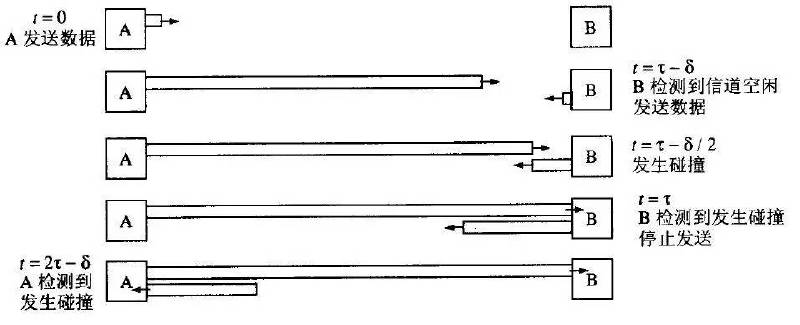 t=0
A 发送数据
A
B
A
B
t=τ−δ
B 检测到信道空闲
发送数据
A
B
t=τ−δ/2
发生碰撞
A
B
t=τ
B 检测到发生碰撞
停止发送
t=2τ−δ
A 检测到
发生碰撞
A
B